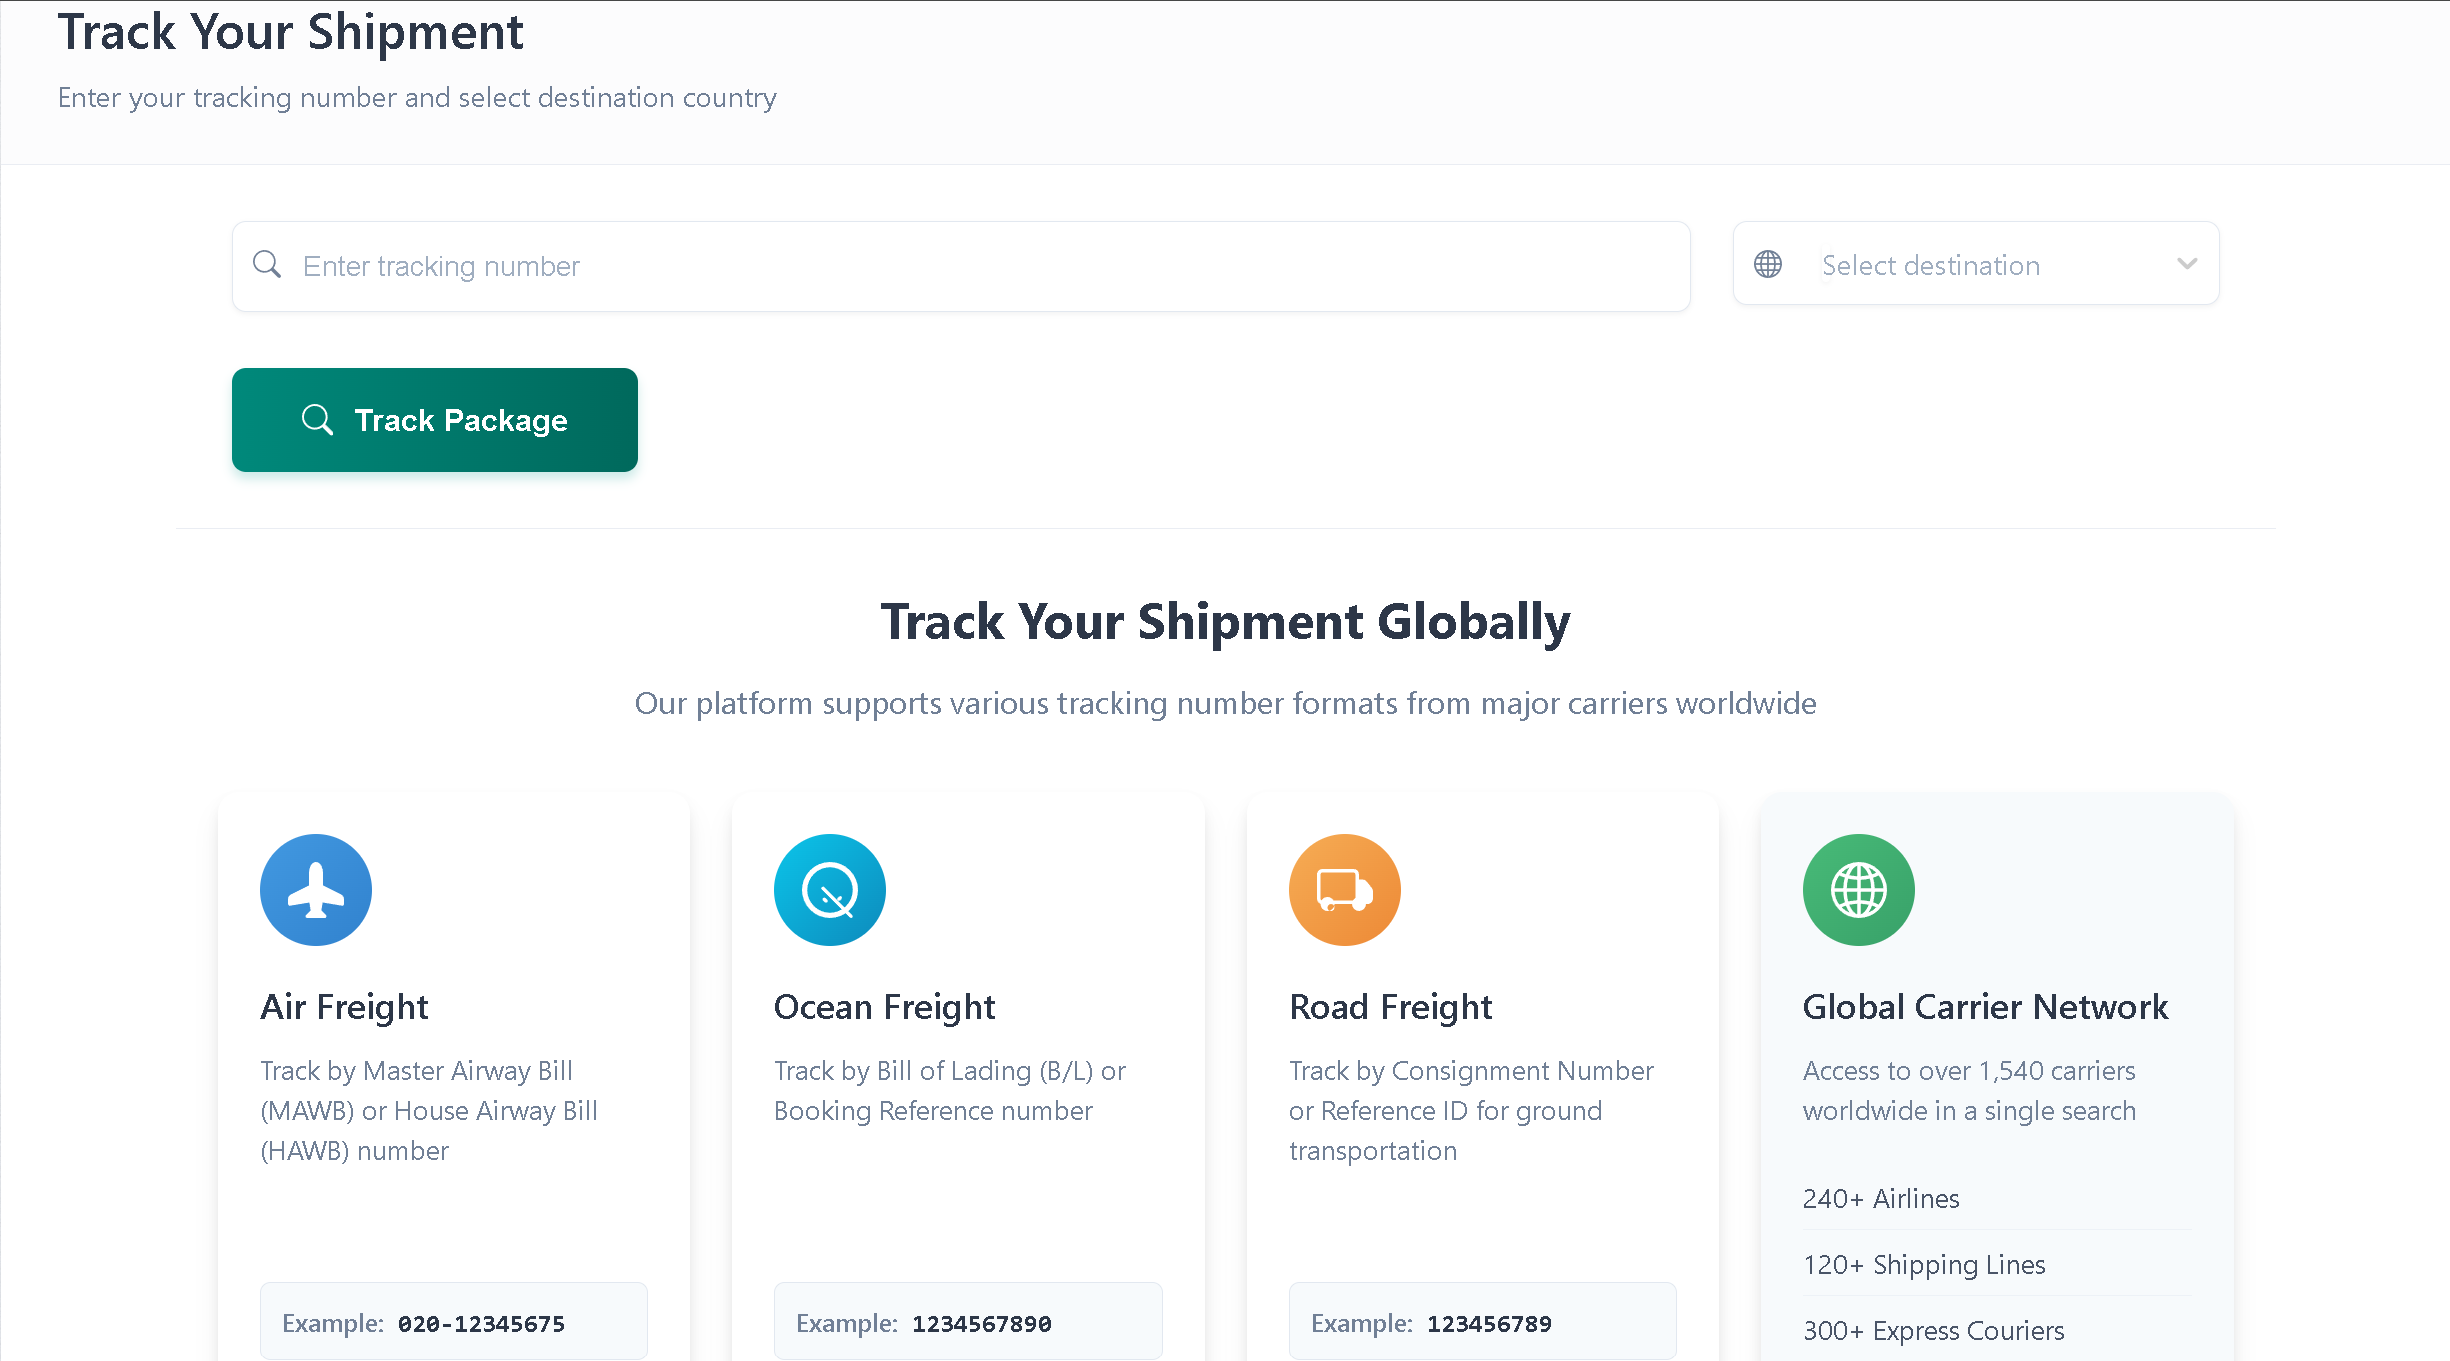 Track Your Shipment
Enter your tracking number and select destination country
Enter tracking number
Select destination
Track Package
Track Your Shipment Globally
Our platform supports various tracking number formats from major carriers worldwide
Air Freight
Track by Master Airway Bill
(MAWB) or House Airway Bill
(HAWB) number
Example: 020-12345675
Ocean Freight
Track by Bill of Lading (B/L) or
Booking Reference number
Example: 1234567890
Road Freight
Track by Consignment Number
or Reference ID for ground
transportation
Example: 123456789
Global Carrier Network
Access to over 1,540 carriers
worldwide in a single search
240+ Airlines
120+ Shipping Lines
300+ Express Couriers